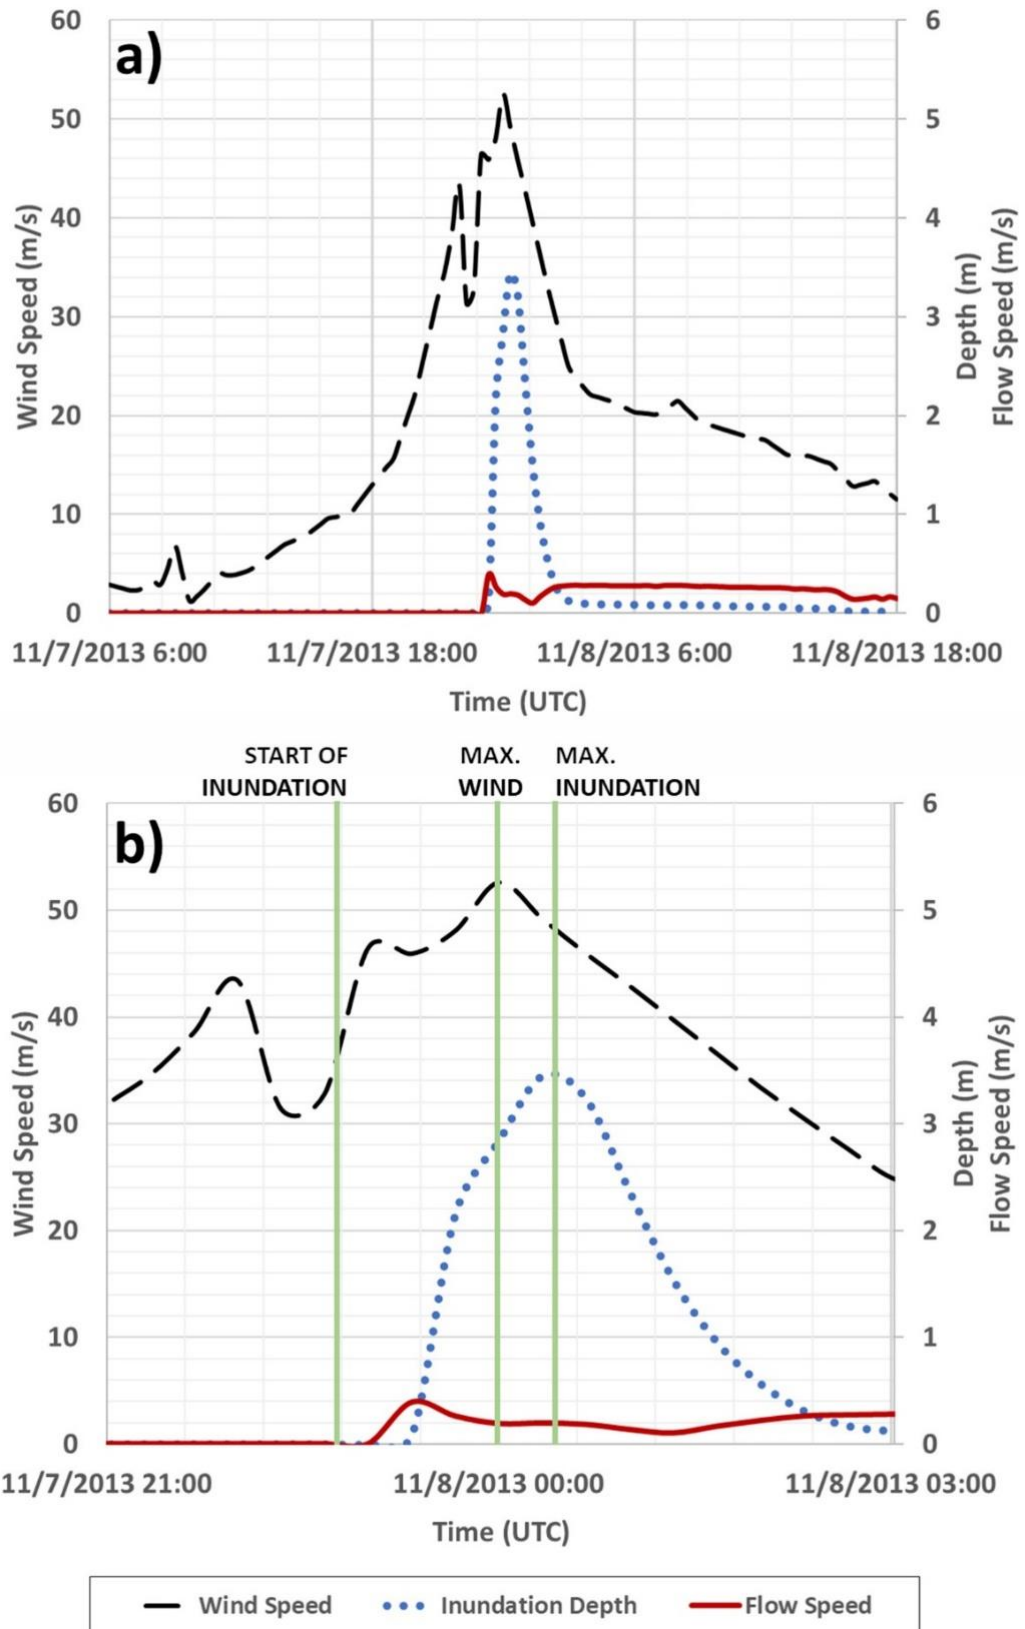 a)
60
50
40
30
20
10
0
Wind Speed (m/s)
6
5
4
3
2
1
0
Depth (m)
Flow Speed (m/s)
11/7/2013 6:00 11/7/2013 18:00 11/8/2013 6:00 11/8/2013 18:00
Time (UTC)
START OF
INUNDATION
MAX.
WIND
MAX.
INUNDATION
b)
60
50
40
30
20
10
0
Wind Speed (m/s)
6
5
4
3
2
1
0
Depth (m)
Flow Speed (m/s)
11/7/2013 21:00 11/8/2013 00:00 11/8/2013 03:00
Time (UTC)
Wind Speed Inundation Depth Flow Speed